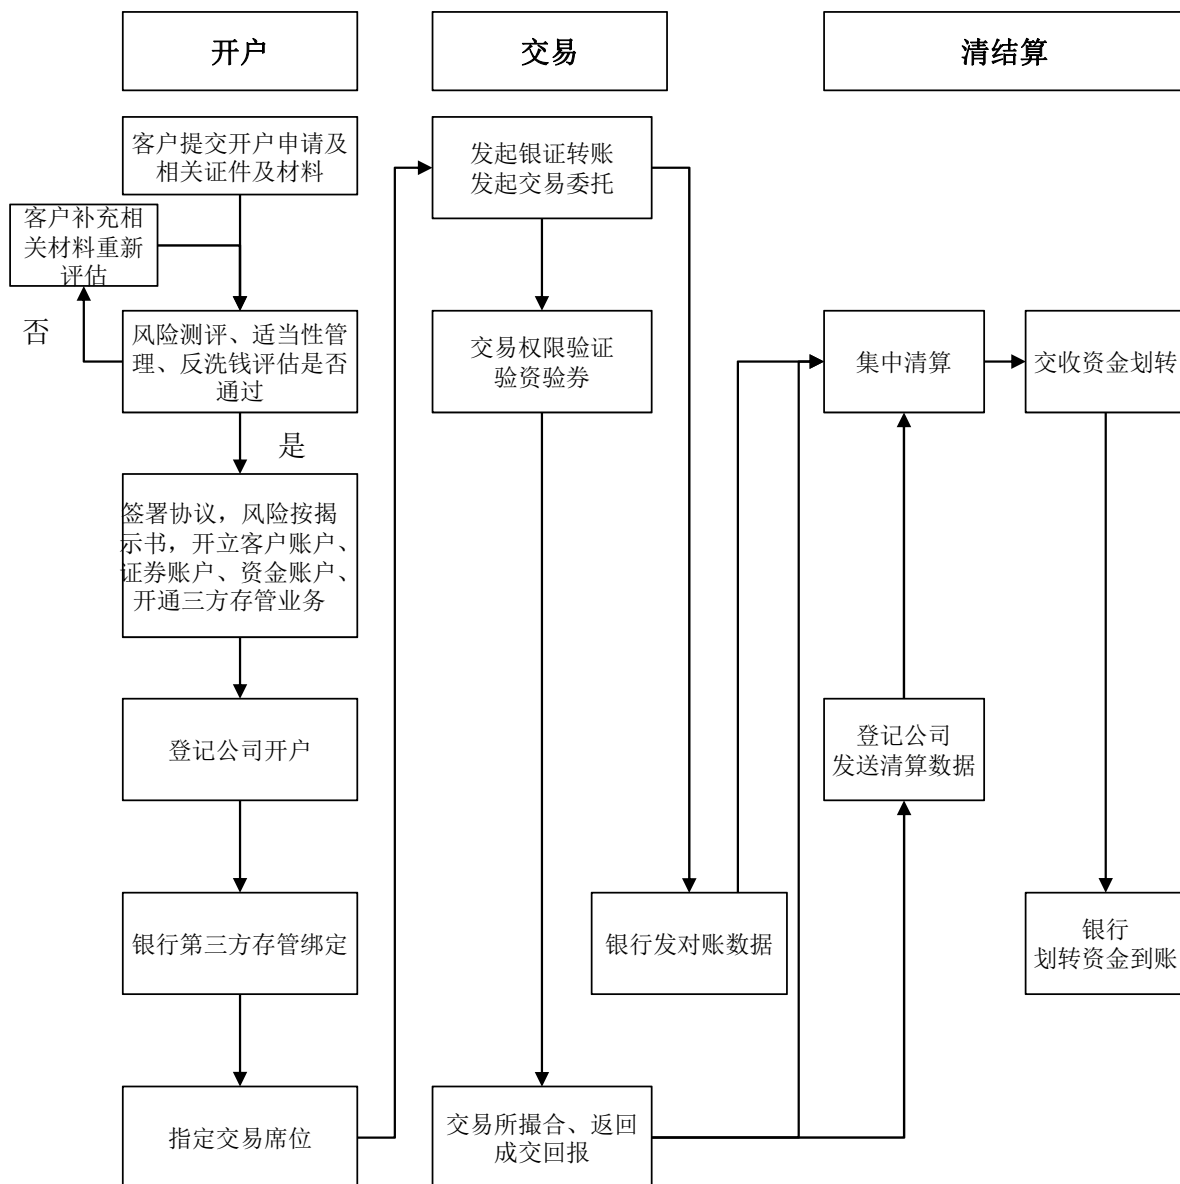 开户
交易
清结算
客户提交开户申请及
相关证件及材料
客户补充相
关材料重新
评估
否
风险测评、适当性管
理、反洗钱评估是否
通过
是
签署协议，风险按揭
示书，开立客户账户、
证券账户、资金账户、
开通三方存管业务
登记公司开户
银行第三方存管绑定
指定交易席位
发起银证转账
发起交易委托
交易权限验证
验资验券
银行发对账数据
交易所撮合、返回
成交回报
集中清算
交收资金划转
登记公司
发送清算数据
银行
划转资金到账